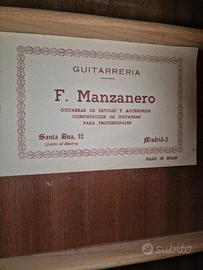 GUITARRERIA
F. Manzanero
GUITARRAS DE ESTUDIO Y ACCESORIOS
CONSTRUCCION DE GUITARRAS
PARA PROFESIONALES
Santa Ana, 12
(Junto al Rastro)
Madrid-5
MADE IN SPAIN
subito